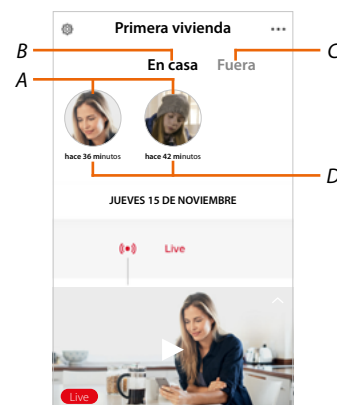 Primera vivienda
B
En casa
Fuera
C
A
hace 36 minutos
hace 42 minutos
D
JUEVES 15 DE NOVIEMBRE
Live
Live